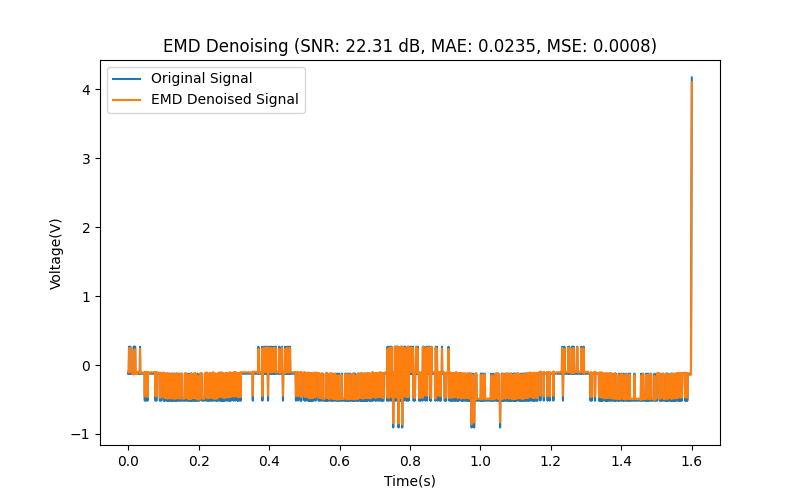 EMD Denoising (SNR: 22.31 dB, MAE: 0.0235, MSE: 0.0008)
Original Signal
EMD Denoised Signal
4
3
2
1
0
−1
Voltage(V)
0.0 0.2 0.4 0.6 0.8 1.0 1.2 1.4 1.6
Time(s)